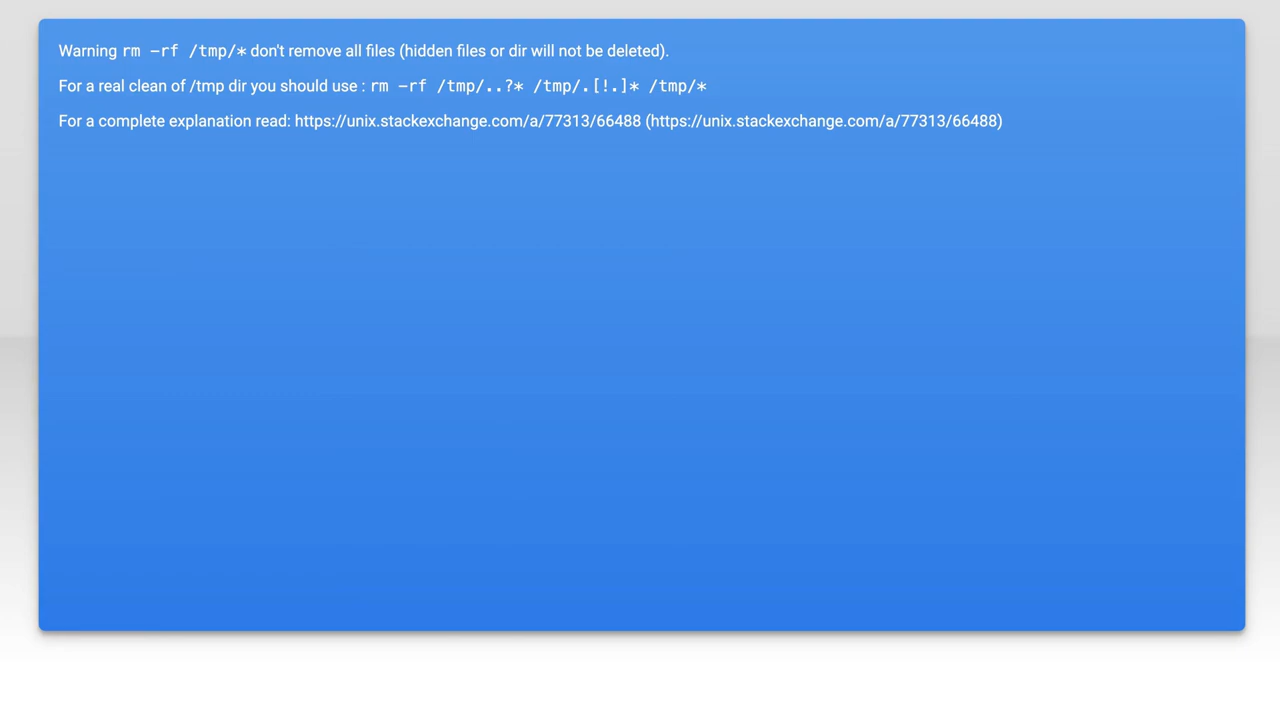 Warning rm -rf /tmp/* don't remove all files (hidden files or dir will not be deleted).
For a real clean of /tmp dir you should use : rm -rf /tmp/..?* /tmp/.[!.]* /tmp/*
For a complete explanation read: https://unix.stackexchange.com/a/77313/66488 (https://unix.stackexchange.com/a/77313/66488)